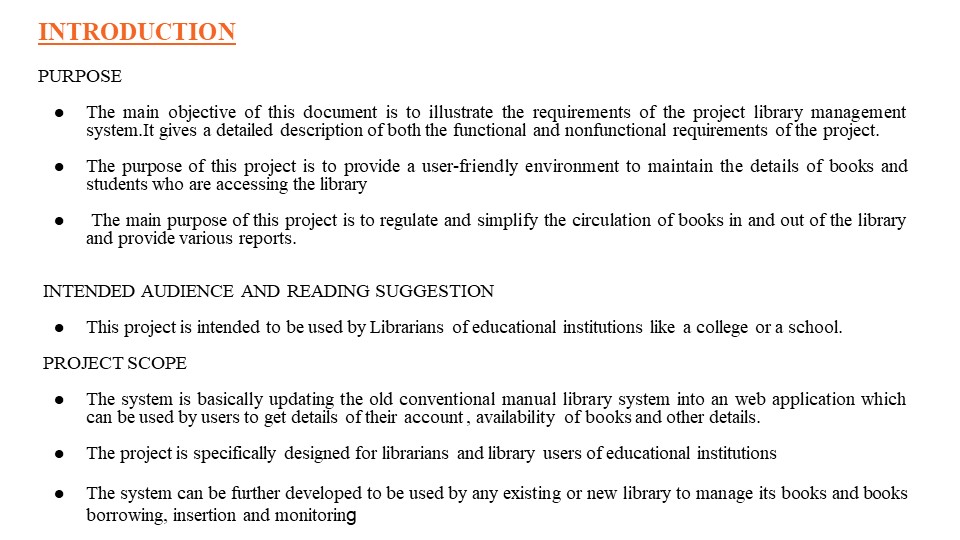 INTRODUCTION
PURPOSE
● The main objective of this document is to illustrate the requirements of the project library management
system.It gives a detailed description of both the functional and nonfunctional requirements of the project.
● The purpose of this project is to provide a user-friendly environment to maintain the details of books and
students who are accessing the library
● The main purpose of this project is to regulate and simplify the circulation of books in and out of the library
and provide various reports.
INTENDED AUDIENCE AND READING SUGGESTION
● This project is intended to be used by Librarians of educational institutions like a college or a school.
PROJECT SCOPE
● The system is basically updating the old conventional manual library system into an web application which
can be used by users to get details of their account , availability of books and other details.
● The project is specifically designed for librarians and library users of educational institutions
● The system can be further developed to be used by any existing or new library to manage its books and books
borrowing, insertion and monitoring